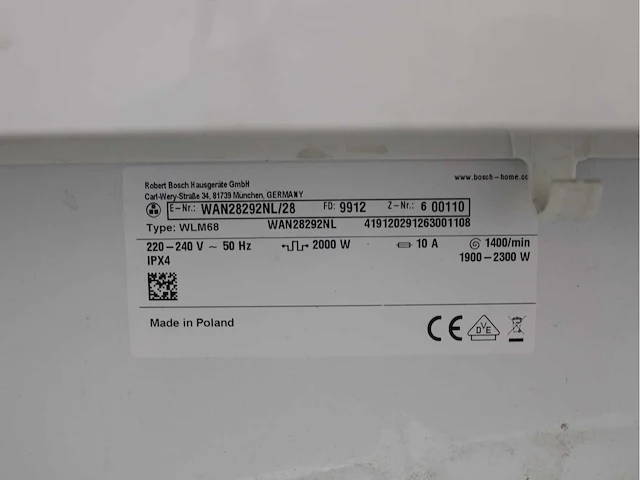 Robert Bosch Hausgeräte GmbH
Carl-Wery-Straße 34, 81739 München, GERMANY
www.bosch-home.co
E-Nr.: WAN28292NL/28 FD: 9912 Z-Nr.: 6 00110
Type: WLM68 WAN28292NL 419120291263001108
220-240 V ~ 50 Hz 2000 W 10 A 1400/min
IPX4 1900-2300 W
Made in Poland
CE DVE